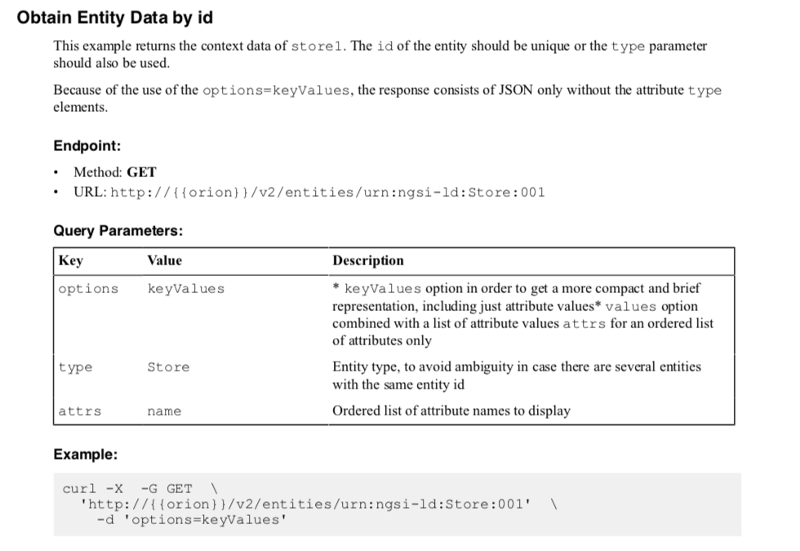 Obtain Entity Data by id
This example returns the context data of store1. The id of the entity should be unique or the type parameter
should also be used.
Because of the use of the options=keyValues, the response consists of JSON only without the attribute type
elements.
Endpoint:
• Method: GET
• URL: http://{{orion}}/v2/entities/urn:ngsi-ld:Store:001
Query Parameters:
Key Value Description
options keyValues * keyValues option in order to get a more compact and brief
representation, including just attribute values* values option
combined with a list of attribute values attrs for an ordered list
of attributes only
type Store Entity type, to avoid ambiguity in case there are several entities
with the same entity id
attrs name Ordered list of attribute names to display
Example:
curl -X -G GET \
'http://{{orion}}/v2/entities/urn:ngsi-ld:Store:001' \
-d 'options=keyValues'